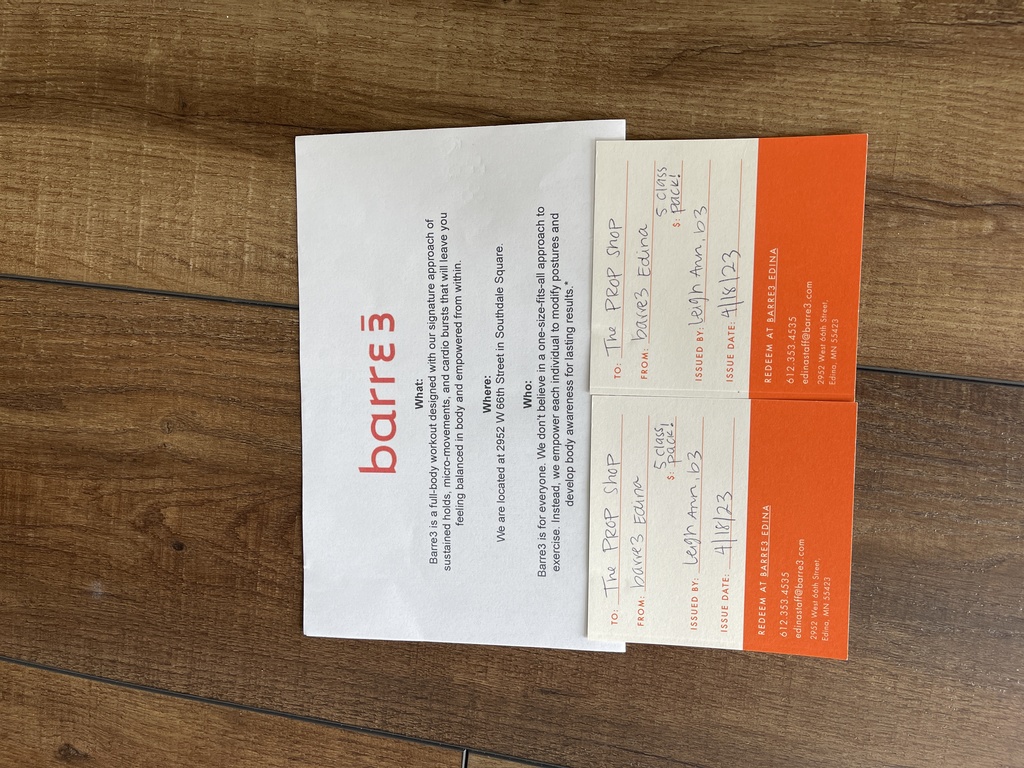 barre3
What:
Barre3 is a full-body workout designed with our signature approach of
sustained holds, micro-movements, and cardio bursts that will leave you
feeling balanced in body and empowered from within.
Where:
We are located at 2952 W 66th Street in Southdale Square.
Who:
Barre3 is for everyone. We don't believe in a one-size-fits-all approach to
exercise. Instead, we empower each individual to modify postures and
develop body awareness for lasting results.*
TO: The PROP Shop
FROM: barre3 Edina
$: 5 class
pack!
ISSUED BY: Leigh Ann, b3
ISSUE DATE: 4/18/23
REDEEM AT BARRE3 EDINA
612.353.4535
edinastaff@barre3.com
2952 West 66th Street,
Edina, MN 55423
TO: The PROP Shop
FROM: barre3 Edina
$: 5 class
pack!
ISSUED BY: Leigh Ann, b3
ISSUE DATE: 4/18/23
REDEEM AT BARRE3 EDINA
612.353.4535
edinastaff@barre3.com
2952 West 66th Street,
Edina, MN 55423